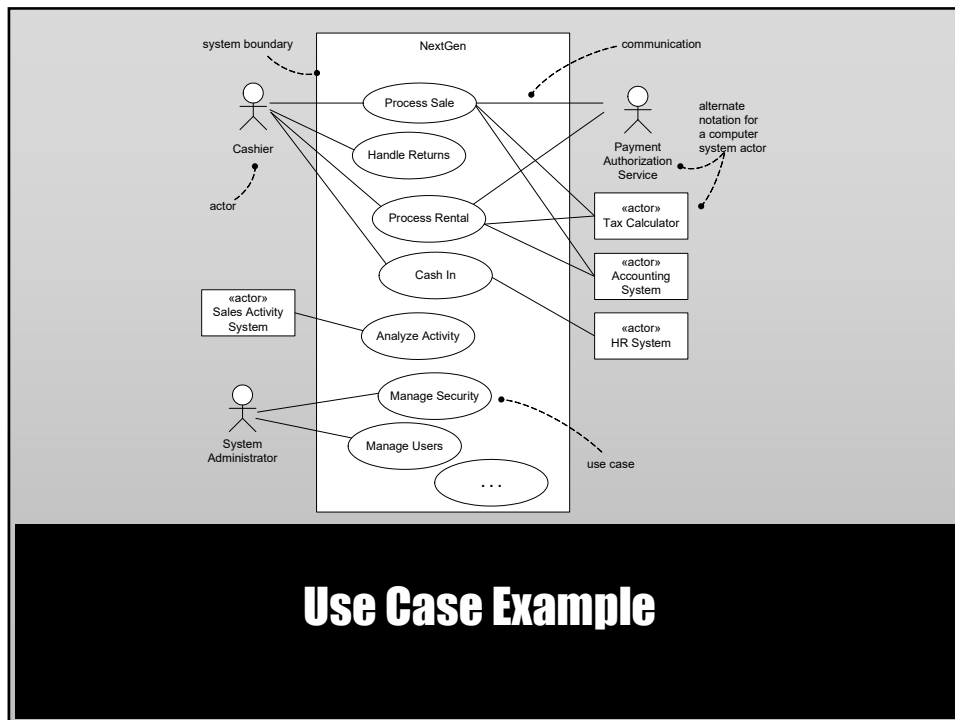 system boundary
NextGen
communication
Process Sale
alternate
notation for
a computer
system actor
Cashier
Handle Returns
Payment
Authorization
Service
actor
Process Rental
«actor»
Tax Calculator
Cash In
«actor»
Accounting
System
«actor»
Sales Activity
System
Analyze Activity
«actor»
HR System
Manage Security
System
Administrator
Manage Users
use case
. . .
Use Case Example